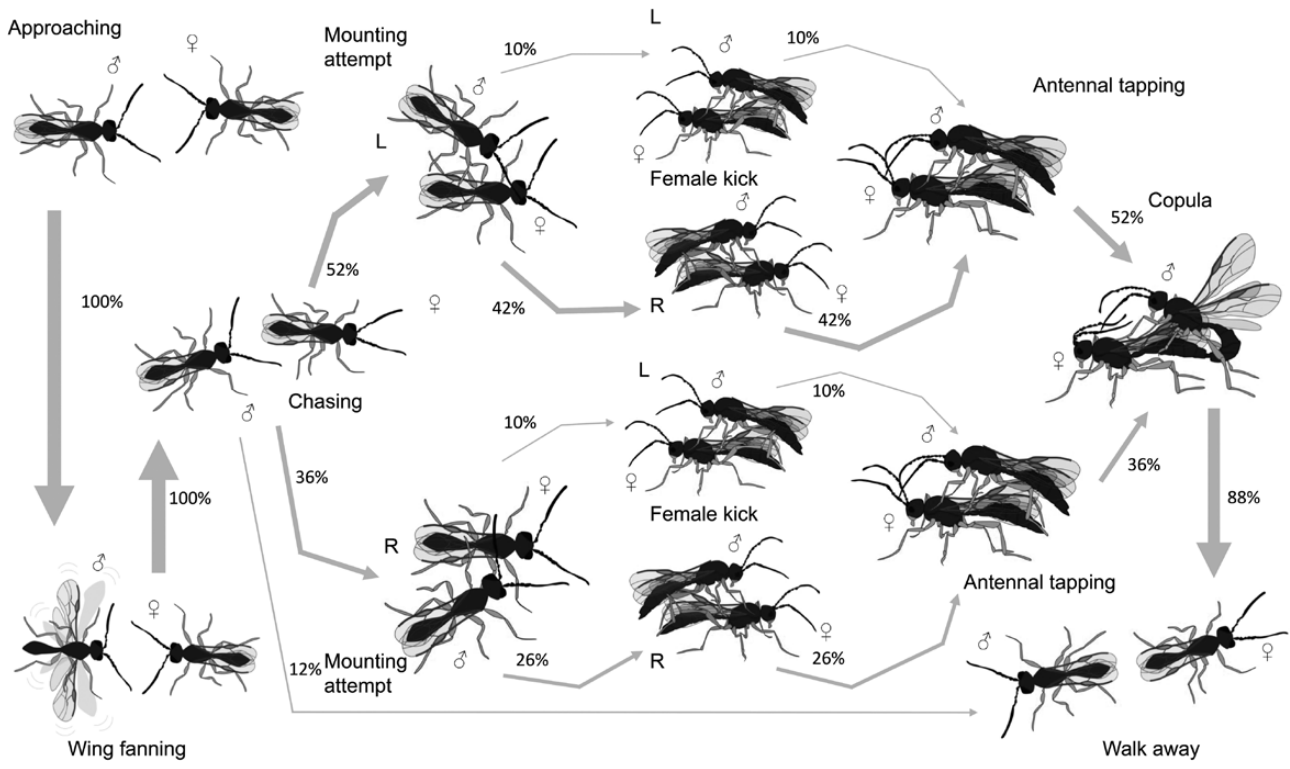 Approaching
♂
♀
Mounting
attempt
♂
L
♀
10%
L
♂
♀
10%
Female kick
♂
♀
R
Antennal tapping
♂
♀
52%
Copula
♂
♀
100%
52%
42%
42%
♀
Chasing
♂
100%
36%
10%
L
♂
♀
10%
Female kick
♂
♀
R
♀
R
♂
Mounting
attempt
12%
26%
26%
♂
♀
Antennal tapping
36%
88%
♂
♀
Wing fanning
♂
♀
Walk away